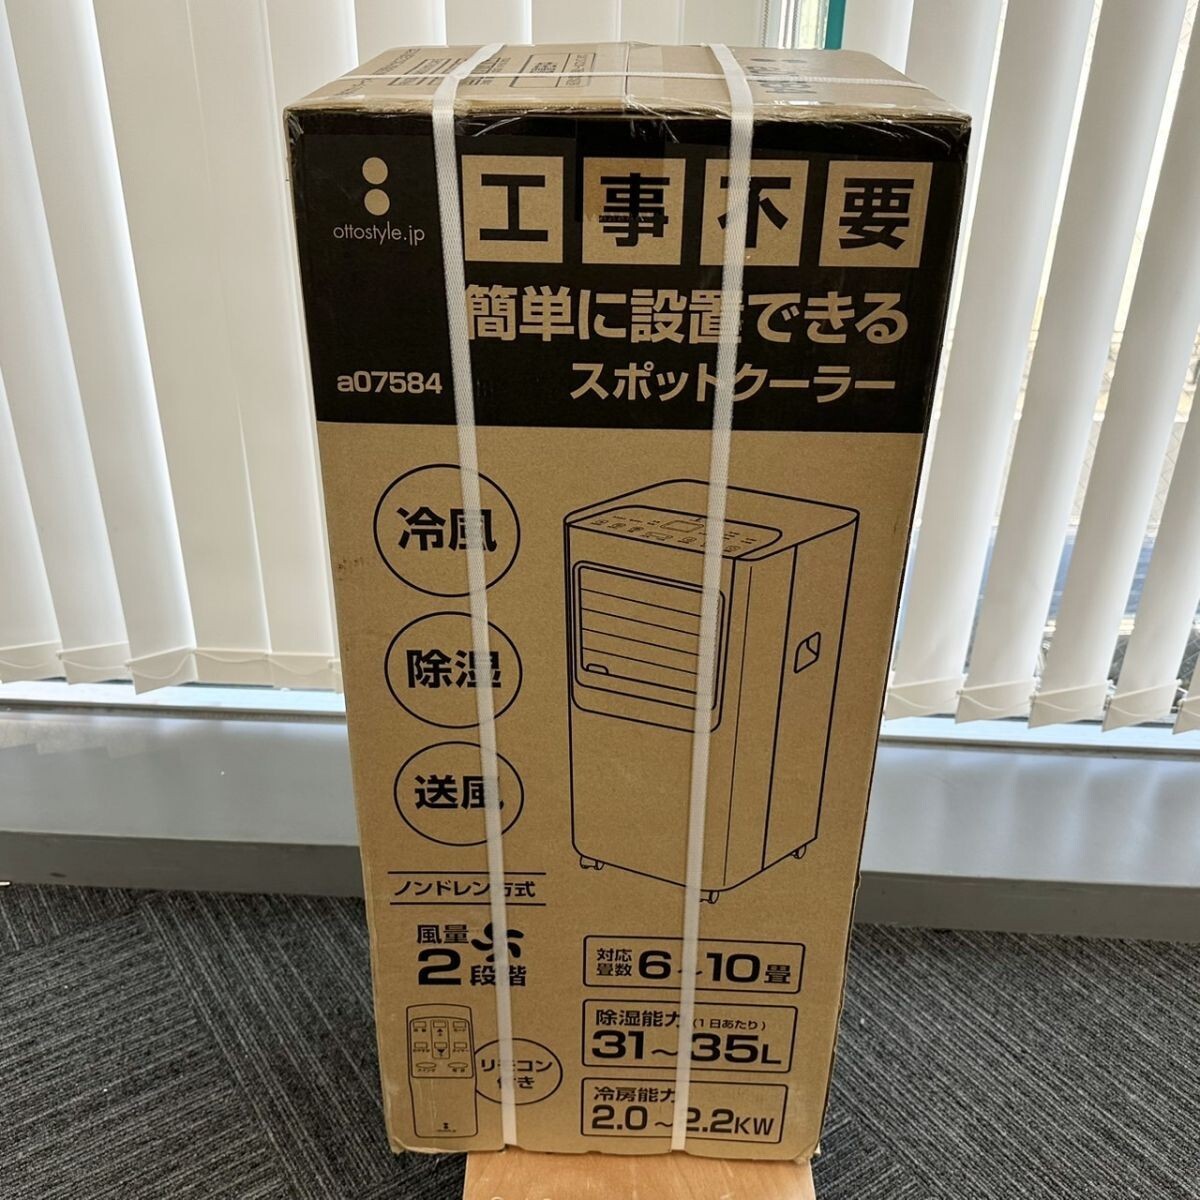 ottostyle.jp
工事不要
簡単に設置できる
スポットクーラー
a07584
冷風
除湿
送風
ノンドレン方式
風量
2段階
リモコン
付き
対応
畳数 6～10畳
除湿能力(1日あたり)
31～35L
冷房能力
2.0～2.2KW